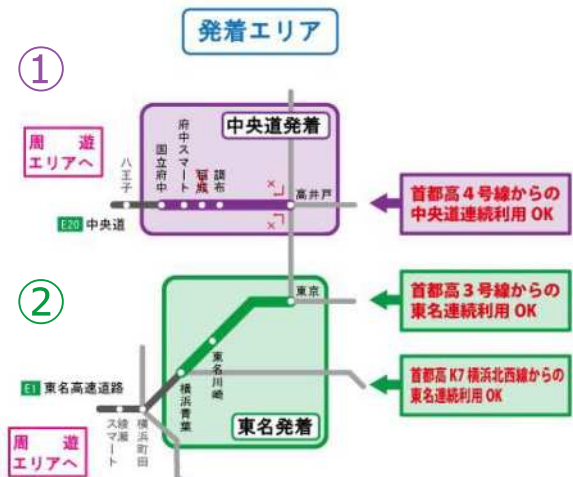 発着エリア
①
中央道発着
周遊
エリアへ
八王子
国立府中
府中スマート
稲城
調布
×
×
高井戸
E20 中央道
首都高４号線からの
中央道連続利用 OK
②
東京
首都高３号線からの
東名連続利用 OK
東名川崎
横浜青葉
首都高 K7 横浜北西線からの
東名連続利用 OK
E1 東名高速道路
綾瀬
スマート
横浜町田
東名発着
周遊
エリアへ